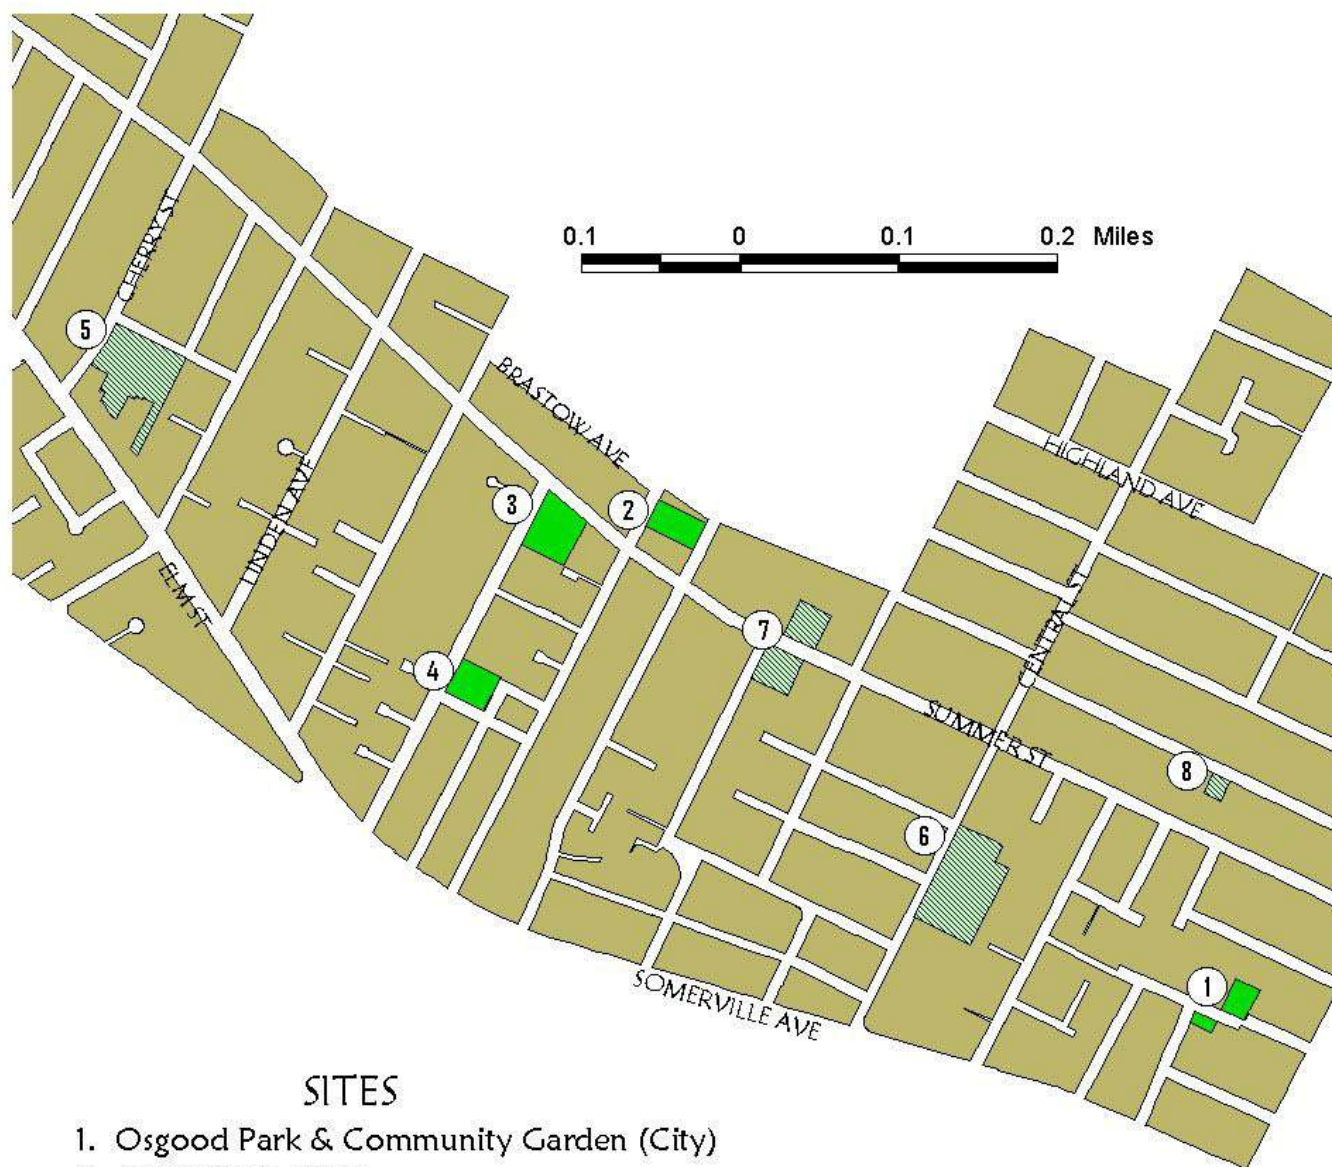 CHERRY ST
0.1 0 0.1 0.2 Miles
5
BRASTOW AVE
HIGHLAND AVE
3
2
LINDEN AVE
ELM ST
7
CENTRAL ST
4
SUMMER ST
8
6
1
SOMERVILLE AVE
SITES
1. Osgood Park & Community Garden (City)